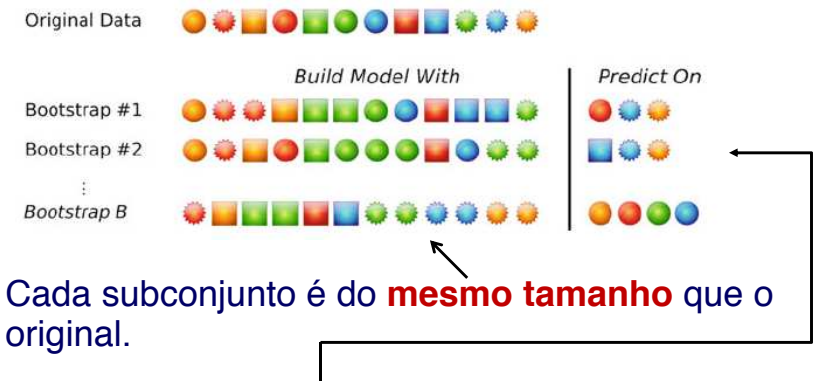 Original Data
Build Model With
Predict On
Bootstrap #1
Bootstrap #2
⋮
Bootstrap B
Cada subconjunto é do mesmo tamanho que o
original.